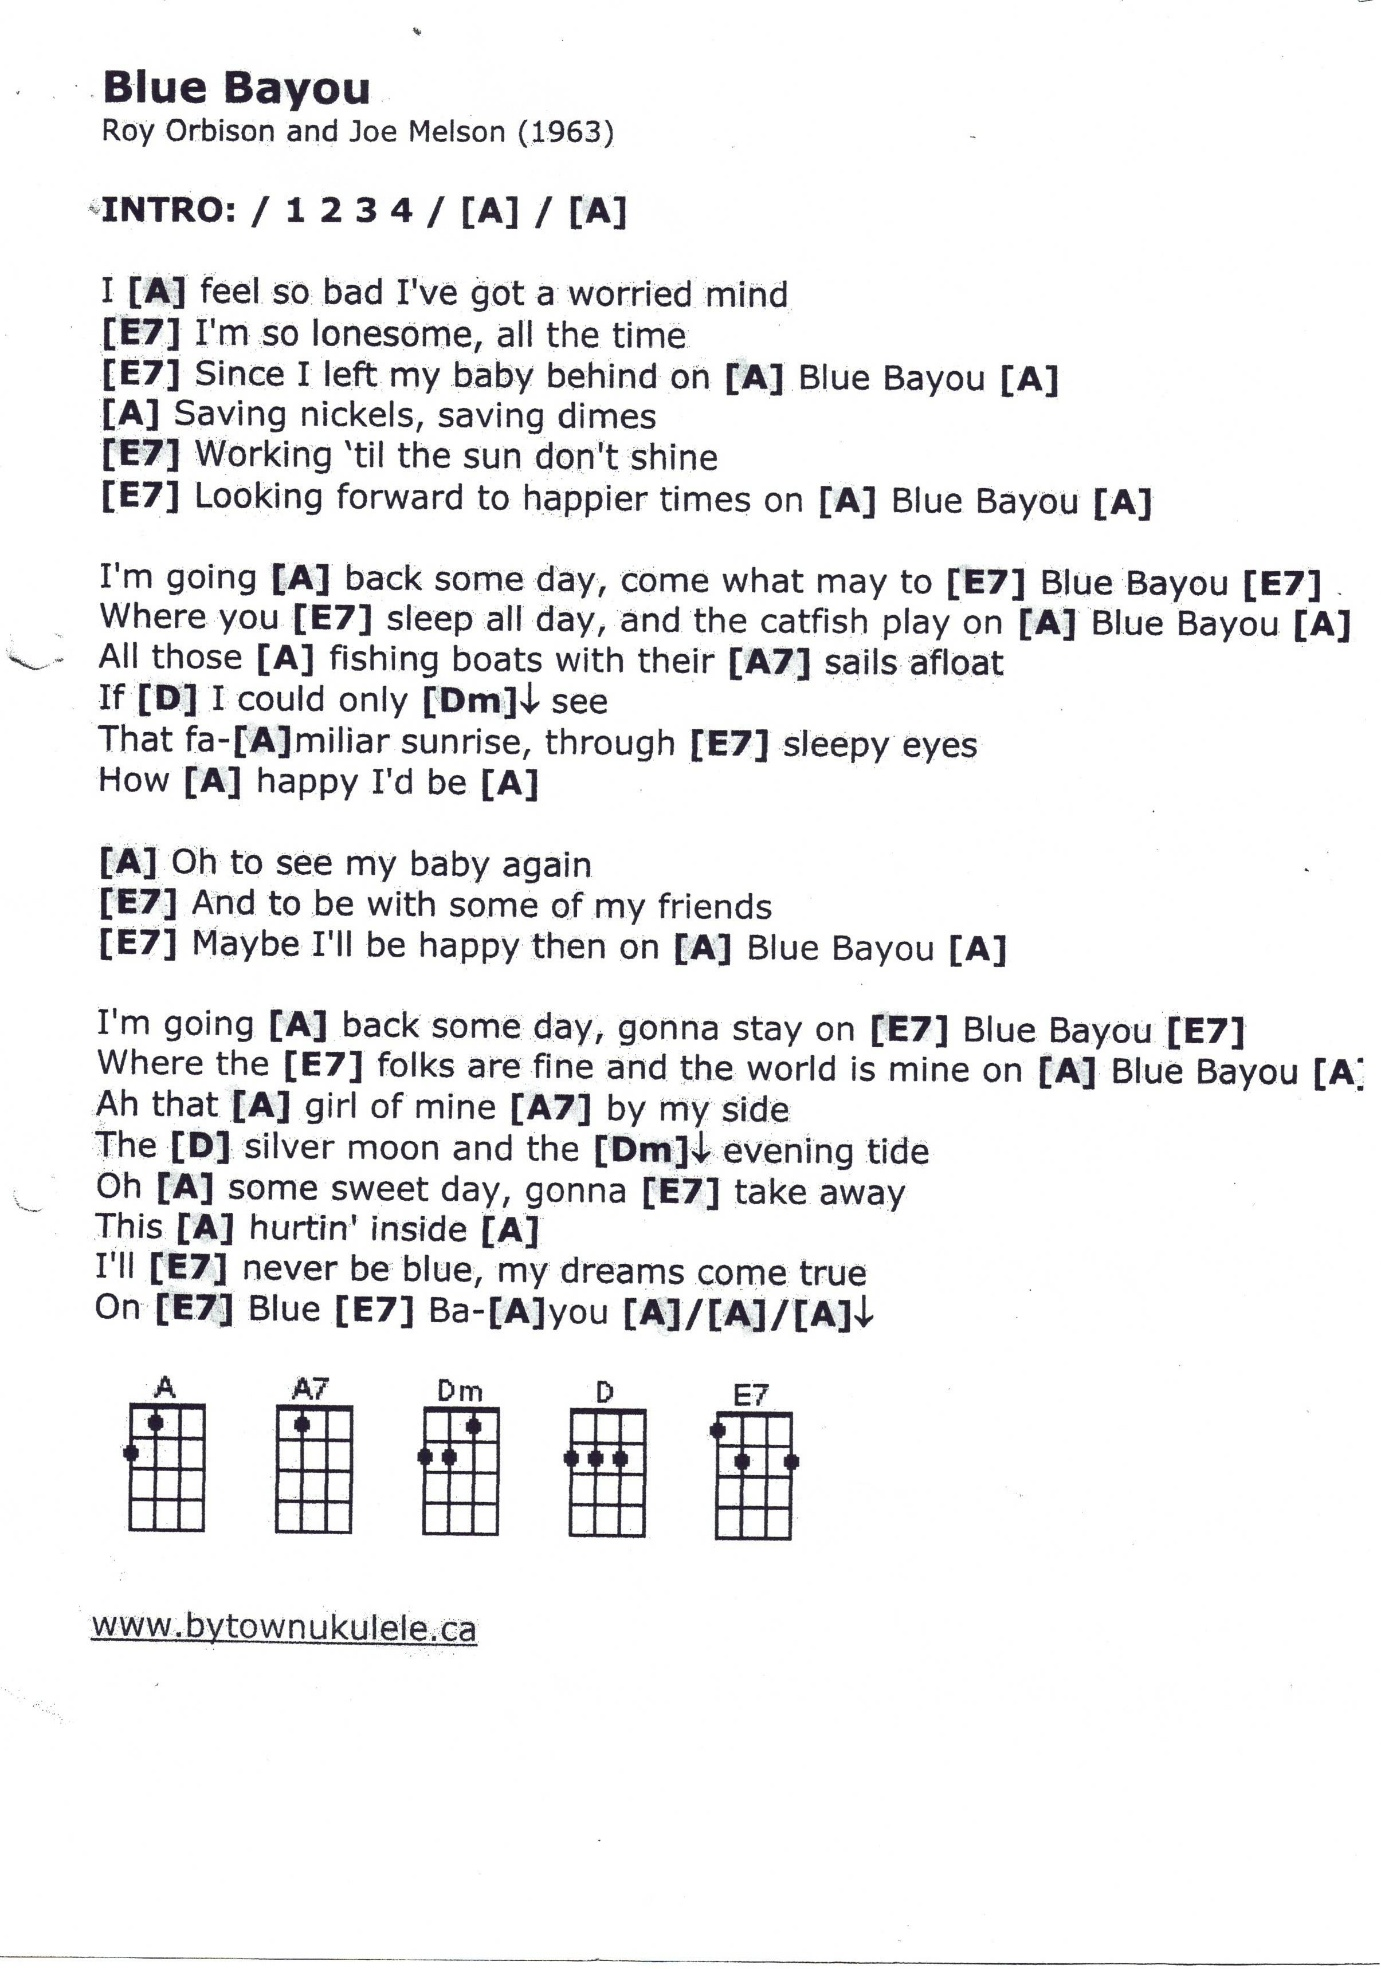 Blue Bayou
Roy Orbison and Joe Melson (1963)
INTRO: / 1 2 3 4 / [A] / [A]
I [A] feel so bad I've got a worried mind
[E7] I'm so lonesome, all the time
[E7] Since I left my baby behind on [A] Blue Bayou [A]
[A] Saving nickels, saving dimes
[E7] Working ‘til the sun don't shine
[E7] Looking forward to happier times on [A] Blue Bayou [A]
I'm going [A] back some day, come what may to [E7] Blue Bayou [E7]
Where you [E7] sleep all day, and the catfish play on [A] Blue Bayou [A]
All those [A] fishing boats with their [A7] sails afloat
If [D] I could only [Dm]↓ see
That fa-[A]miliar sunrise, through [E7] sleepy eyes
How [A] happy I'd be [A]
[A] Oh to see my baby again
[E7] And to be with some of my friends
[E7] Maybe I'll be happy then on [A] Blue Bayou [A]
I'm going [A] back some day, gonna stay on [E7] Blue Bayou [E7]
Where the [E7] folks are fine and the world is mine on [A] Blue Bayou [A]
Ah that [A] girl of mine [A7] by my side
The [D] silver moon and the [Dm]↓ evening tide
Oh [A] some sweet day, gonna [E7] take away
This [A] hurtin' inside [A]
I'll [E7] never be blue, my dreams come true
On [E7] Blue [E7] Ba-[A]you [A]/[A]/[A]↓
A A7 Dm D E7
www.bytownukulele.ca